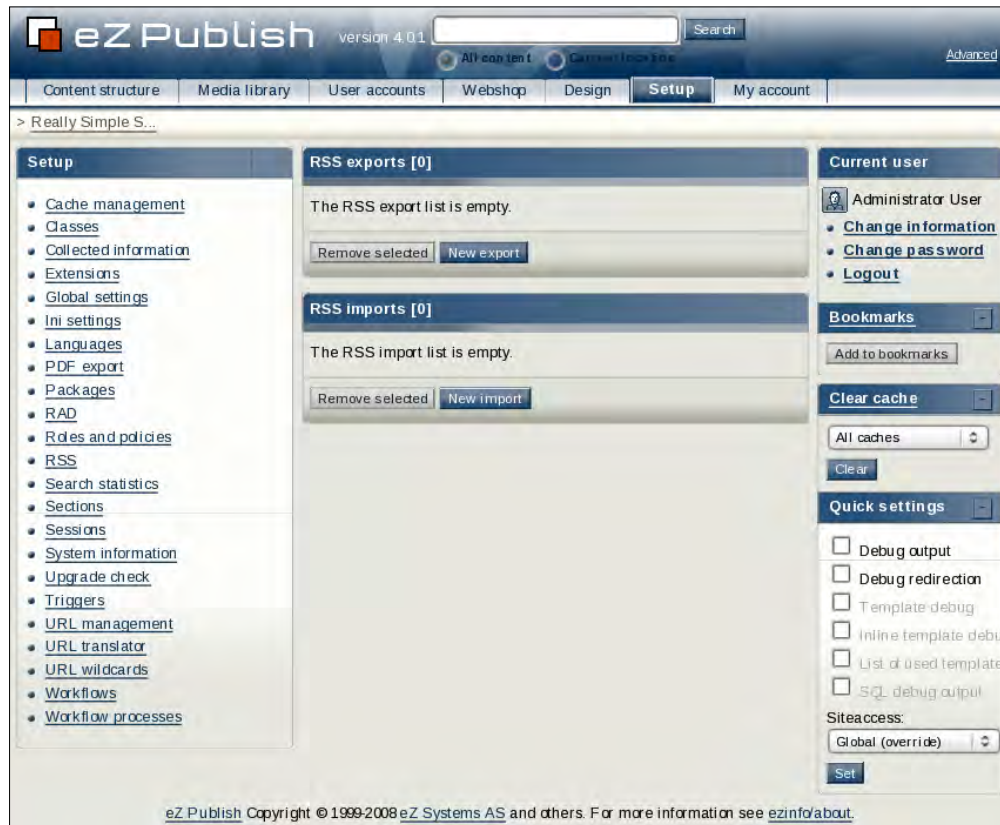 eZ Publish version 4.0.1
Search
All content Current location
Advanced
Content structure Media library User accounts Webshop Design Setup My account
> Really Simple S...
Setup
Cache management
Classes
Collected information
Extensions
Global settings
Ini settings
Languages
PDF export
Packages
RAD
Roles and policies
RSS
Search statistics
Sections
Sessions
System information
Upgrade check
Triggers
URL management
URL translator
URL wildcards
Workflows
Workflow processes
RSS exports [0]
The RSS export list is empty.
Remove selected New export
RSS imports [0]
The RSS import list is empty.
Remove selected New import
Current user
Administrator User
Change information
Change password
Logout
Bookmarks -
Add to bookmarks
Clear cache -
All caches
Clear
Quick settings -
Debug output
Debug redirection
Template debug
Inline template debu
List of used template
SQL debug output
Siteaccess:
Global (override)
Set
eZ Publish Copyright © 1999-2008 eZ Systems AS and others. For more information see ezinfo/about.